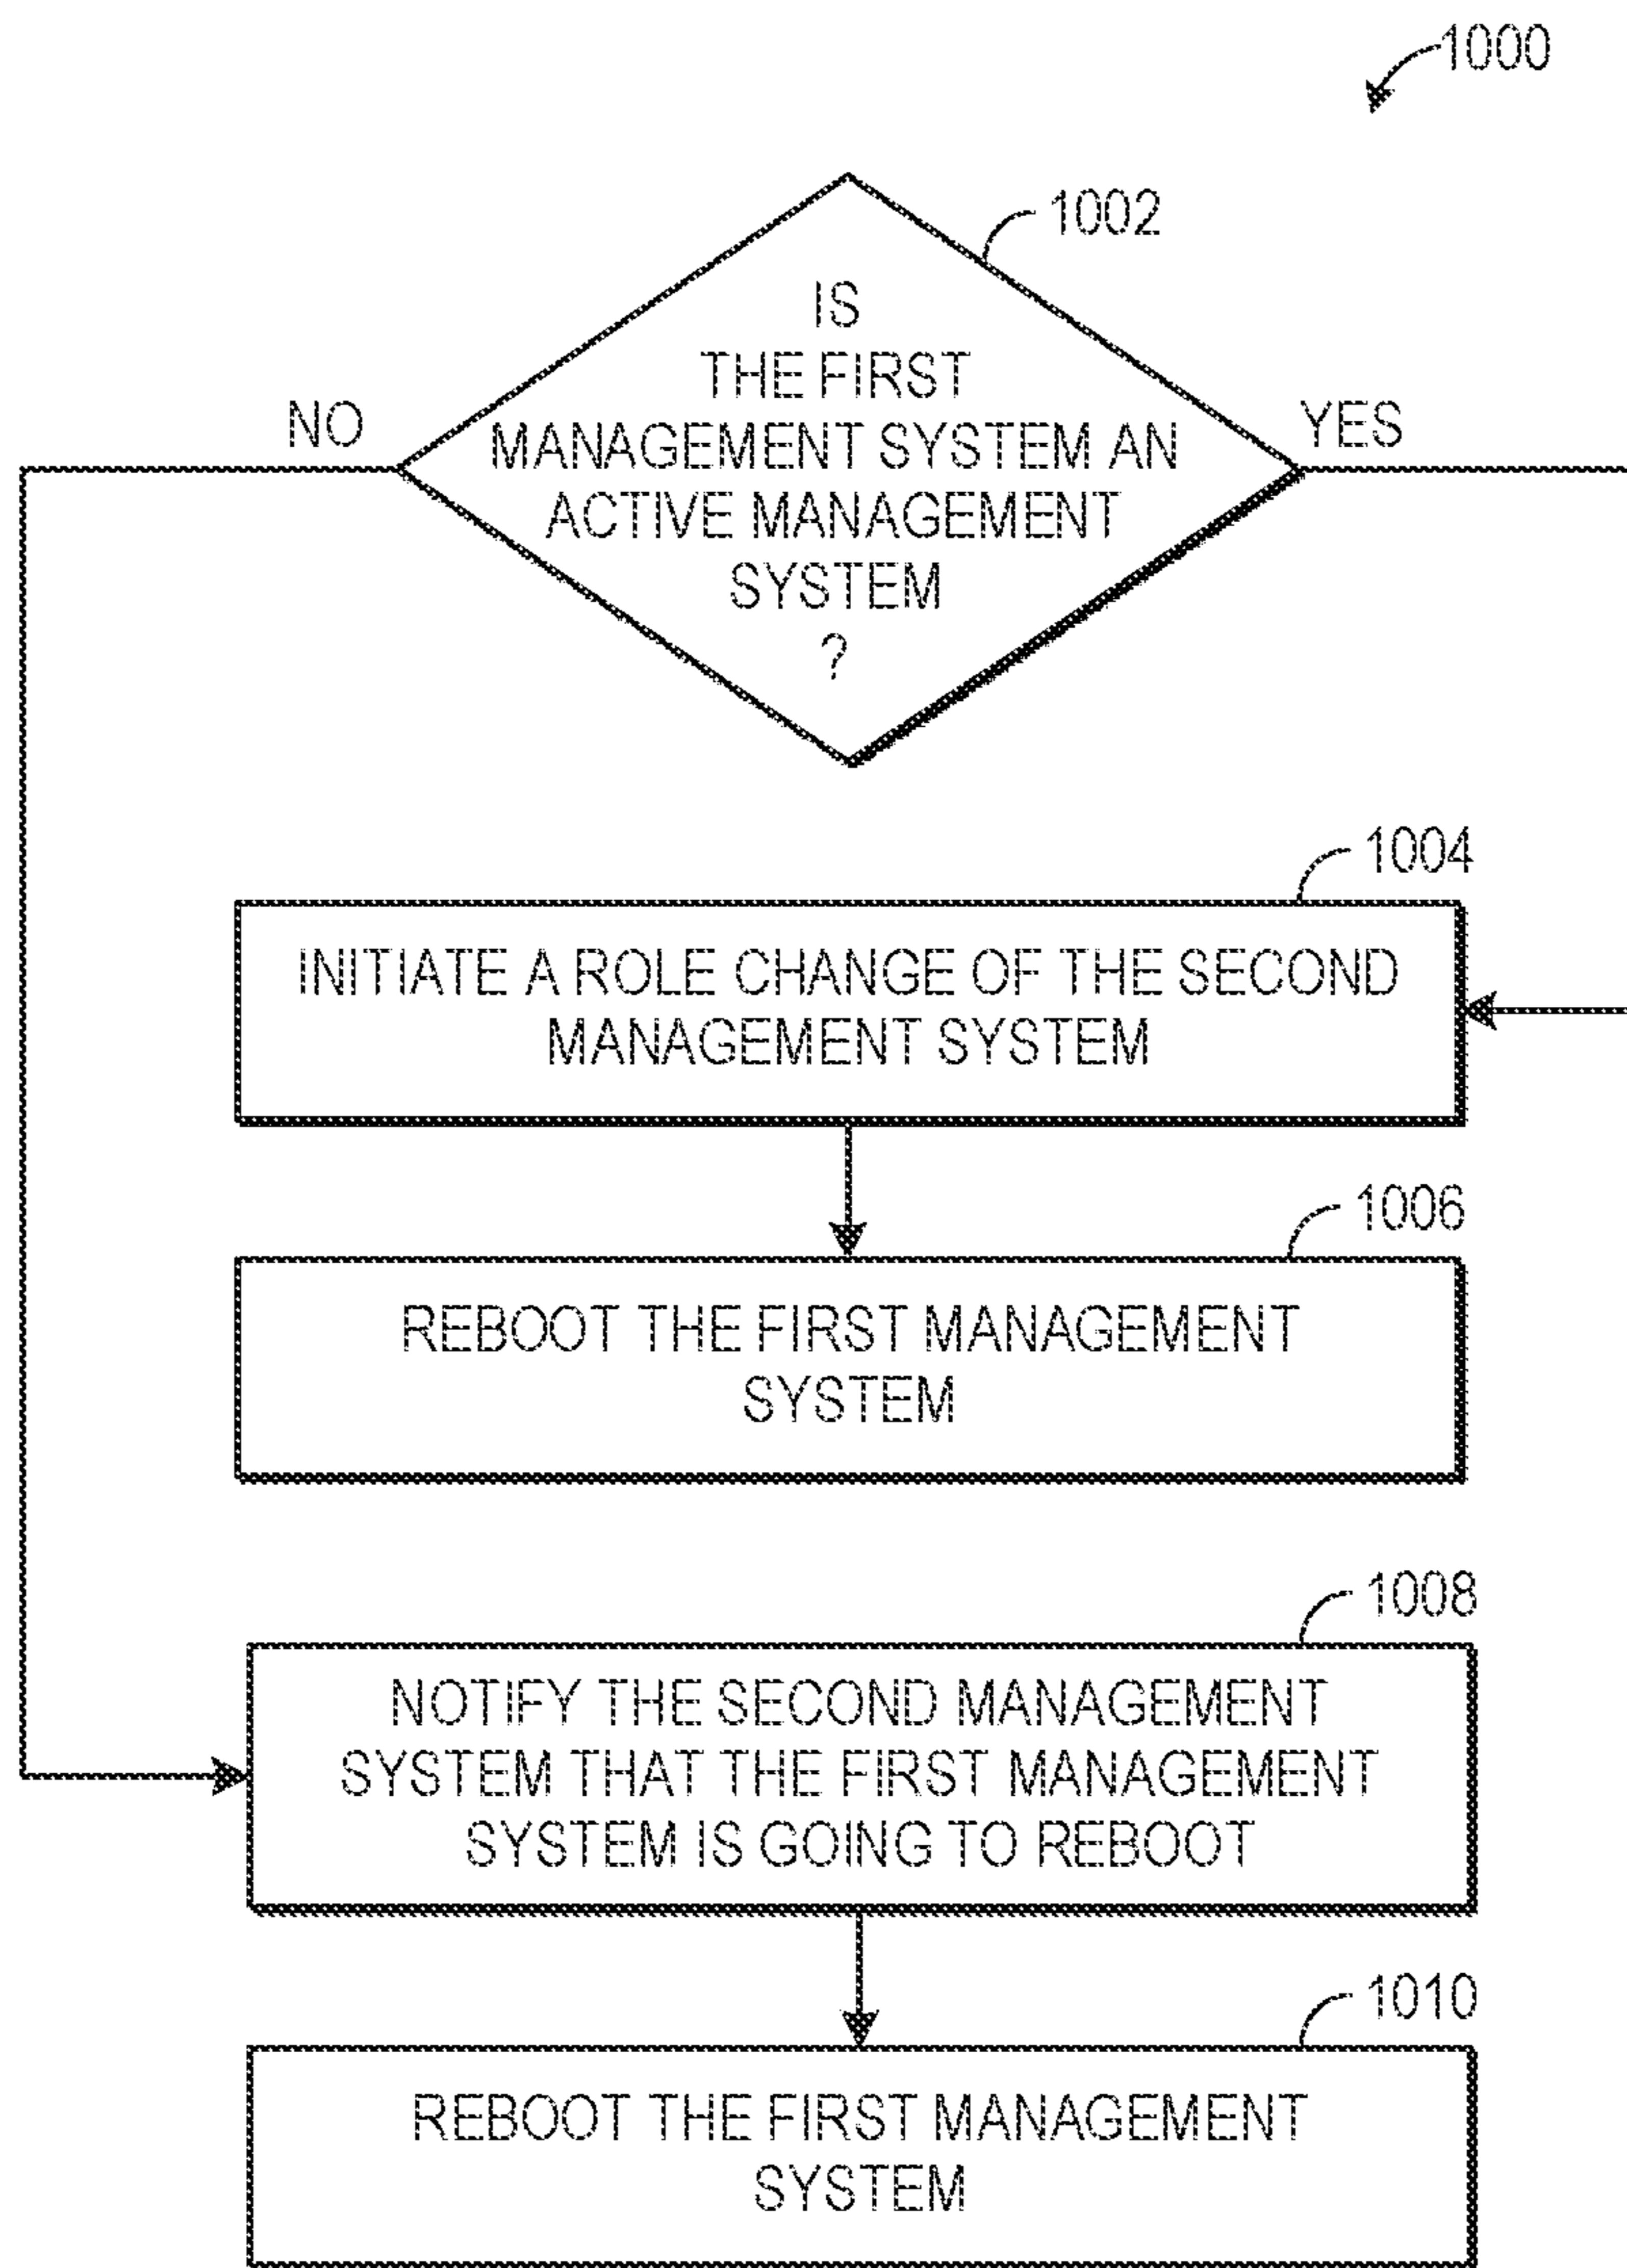 1000
1002
IS
THE FIRST
MANAGEMENT SYSTEM AN
ACTIVE MANAGEMENT
SYSTEM
?
NO
YES
1004
INITIATE A ROLE CHANGE OF THE SECOND
MANAGEMENT SYSTEM
1006
REBOOT THE FIRST MANAGEMENT
SYSTEM
1008
NOTIFY THE SECOND MANAGEMENT
SYSTEM THAT THE FIRST MANAGEMENT
SYSTEM IS GOING TO REBOOT
1010
REBOOT THE FIRST MANAGEMENT
SYSTEM